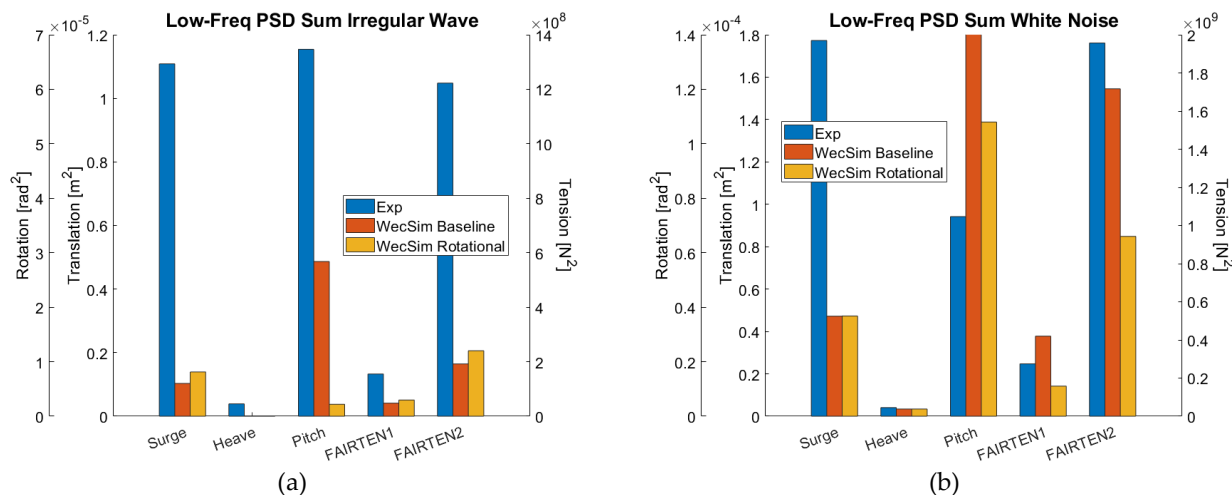 Low-Freq PSD Sum Irregular Wave
×10⁻⁵
×10⁸
7
6
5
4
3
2
1
0
Rotation [rad²]
1.2
1
0.8
0.6
0.4
0.2
0
Translation [m²]
14
12
10
8
6
4
2
0
Tension [N²]
Exp
WecSim Baseline
WecSim Rotational
Surge
Heave
Pitch
FAIRTEN1
FAIRTEN2
(a)
Low-Freq PSD Sum White Noise
×10⁻⁴
×10⁹
1.4
1.2
1
0.8
0.6
0.4
0.2
0
Rotation [rad²]
1.8
1.6
1.4
1.2
1
0.8
0.6
0.4
0.2
0
Translation [m²]
2
1.8
1.6
1.4
1.2
1
0.8
0.6
0.4
0.2
0
Tension [N²]
Exp
WecSim Baseline
WecSim Rotational
Surge
Heave
Pitch
FAIRTEN1
FAIRTEN2
(b)